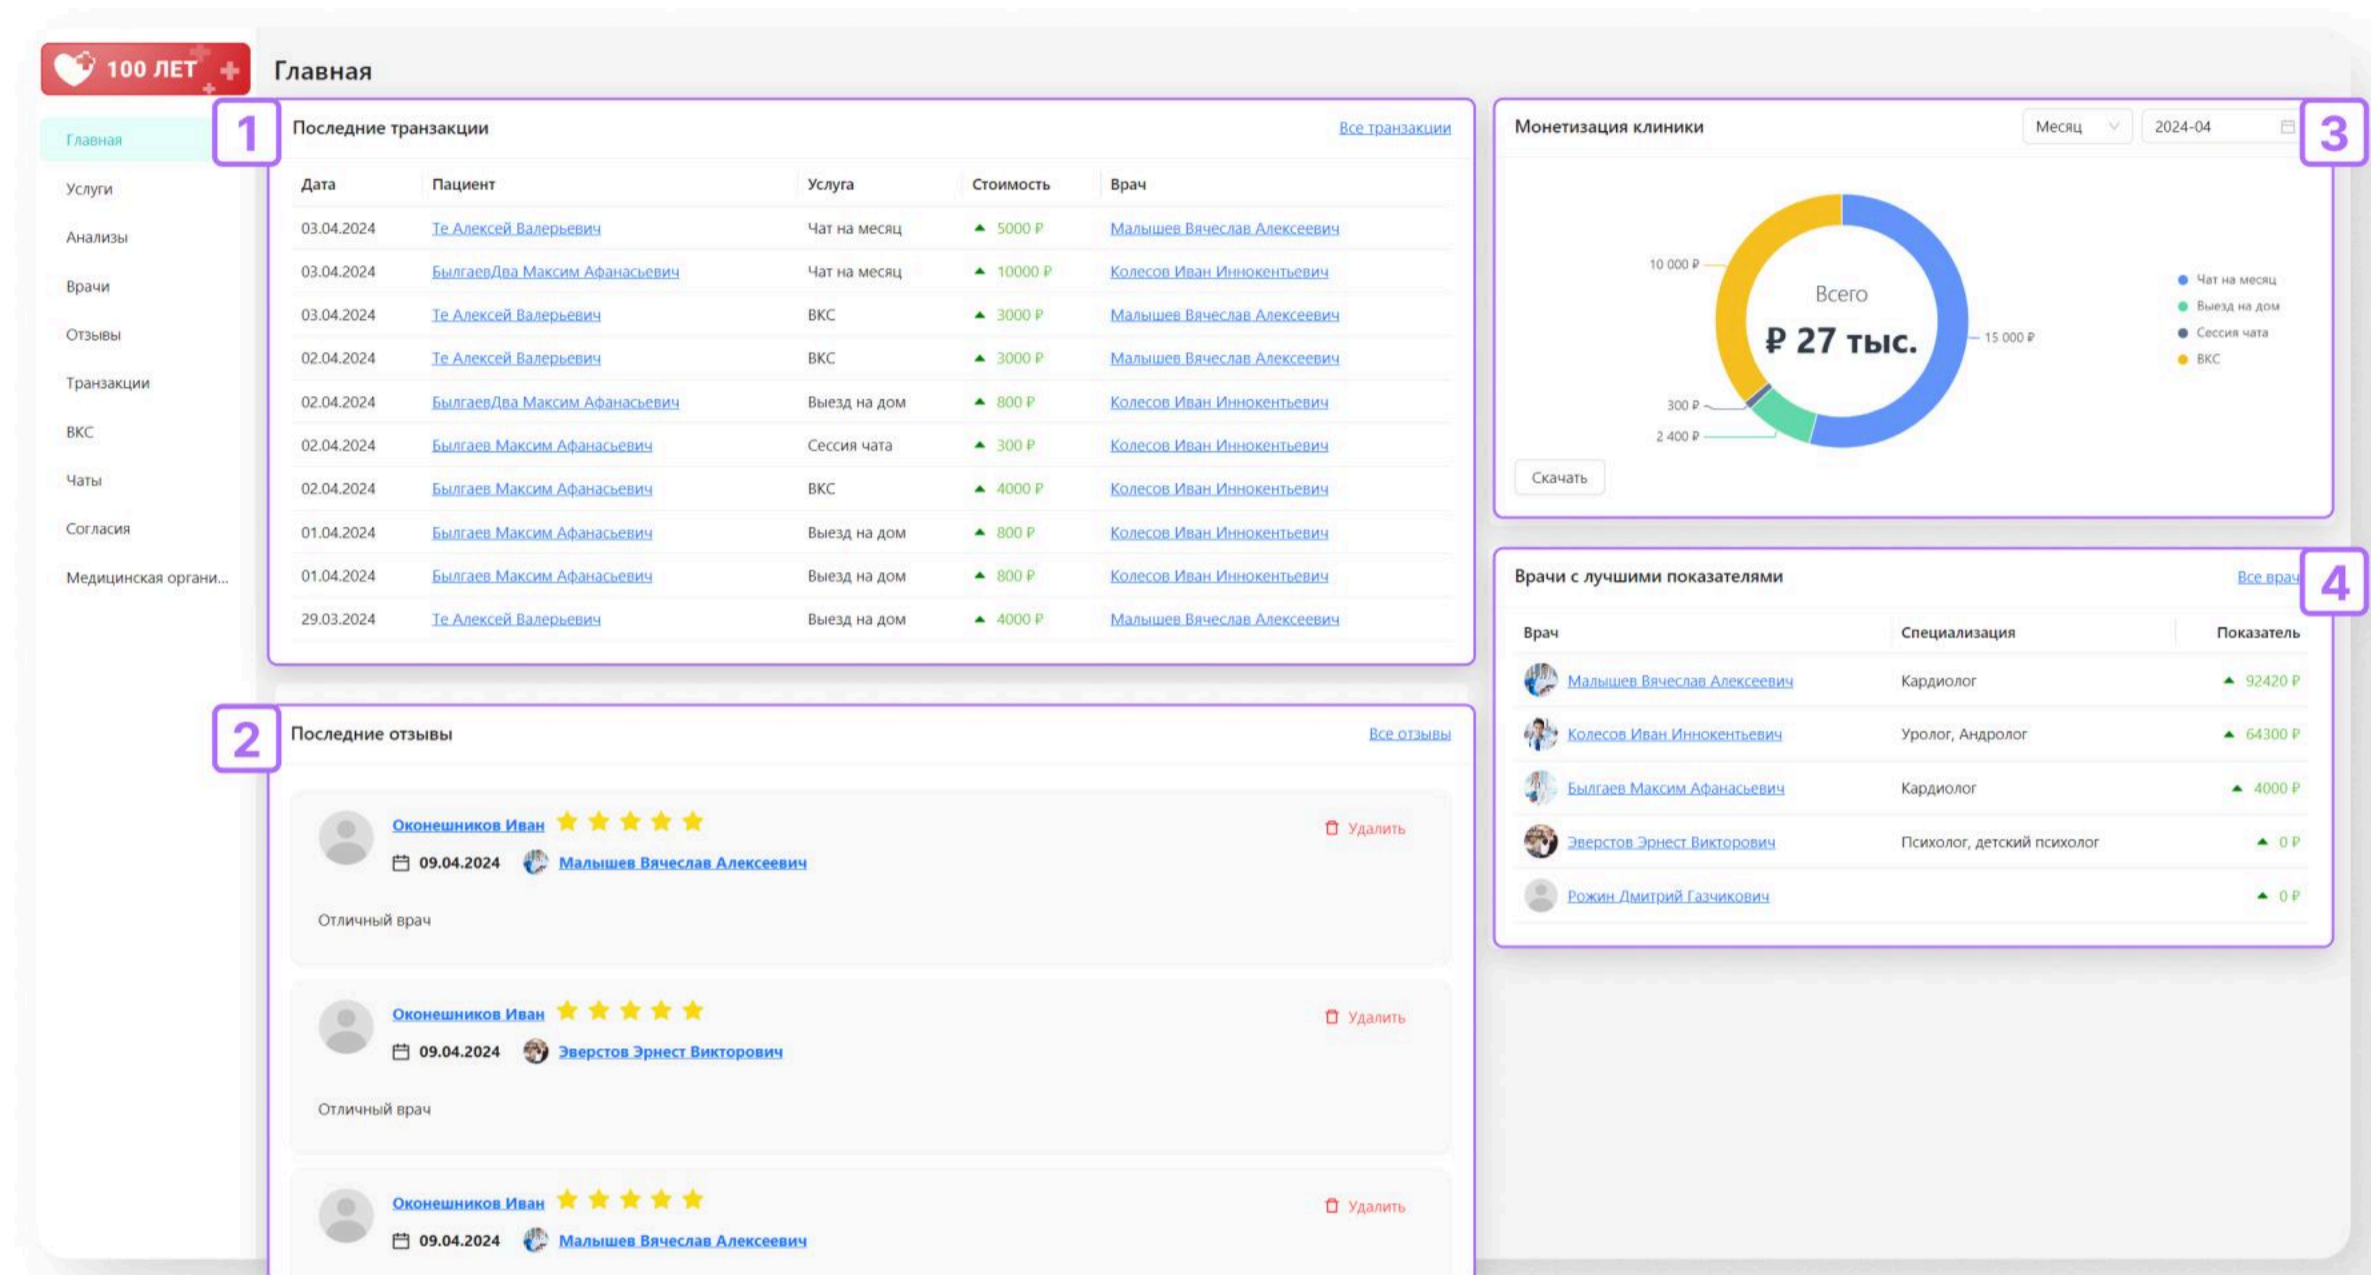 100 ЛЕТ
Главная
Услуги
Анализы
Врачи
Отзывы
Транзакции
ВКС
Чаты
Согласия
Медицинская органи...
Главная
1
Последние транзакции Все транзакции
Дата Пациент Услуга Стоимость Врач
03.04.2024 Те Алексей Валерьевич Чат на месяц 5000 ₽ Малышев Вячеслав Алексеевич
03.04.2024 БылгаевДва Максим Афанасьевич Чат на месяц 10000 ₽ Колесов Иван Иннокентьевич
03.04.2024 Те Алексей Валерьевич ВКС 3000 ₽ Малышев Вячеслав Алексеевич
02.04.2024 Те Алексей Валерьевич ВКС 3000 ₽ Малышев Вячеслав Алексеевич
02.04.2024 БылгаевДва Максим Афанасьевич Выезд на дом 800 ₽ Колесов Иван Иннокентьевич
02.04.2024 Былгаев Максим Афанасьевич Сессия чата 300 ₽ Колесов Иван Иннокентьевич
02.04.2024 Былгаев Максим Афанасьевич ВКС 4000 ₽ Колесов Иван Иннокентьевич
01.04.2024 Былгаев Максим Афанасьевич Выезд на дом 800 ₽ Колесов Иван Иннокентьевич
01.04.2024 Былгаев Максим Афанасьевич Выезд на дом 800 ₽ Колесов Иван Иннокентьевич
29.03.2024 Те Алексей Валерьевич Выезд на дом 4000 ₽ Малышев Вячеслав Алексеевич
2
Последние отзывы Все отзывы
Оконешников Иван Удалить
09.04.2024 Малышев Вячеслав Алексеевич
Отличный врач
Оконешников Иван Удалить
09.04.2024 Эверстов Эрнест Викторович
Отличный врач
Оконешников Иван Удалить
09.04.2024 Малышев Вячеслав Алексеевич
Монетизация клиники Месяц 2024-04
3
10 000 ₽
Всего
₽ 27 тыс.
15 000 ₽
300 ₽
2 400 ₽
Чат на месяц
Выезд на дом
Сессия чата
ВКС
Скачать
Врачи с лучшими показателями Все врач
4
Врач Специализация Показатель
Малышев Вячеслав Алексеевич Кардиолог 92420 ₽
Колесов Иван Иннокентьевич Уролог, Андролог 64300 ₽
Былгаев Максим Афанасьевич Кардиолог 4000 ₽
Эверстов Эрнест Викторович Психолог, детский психолог 0 ₽
Рожин Дмитрий Газчикович 0 ₽